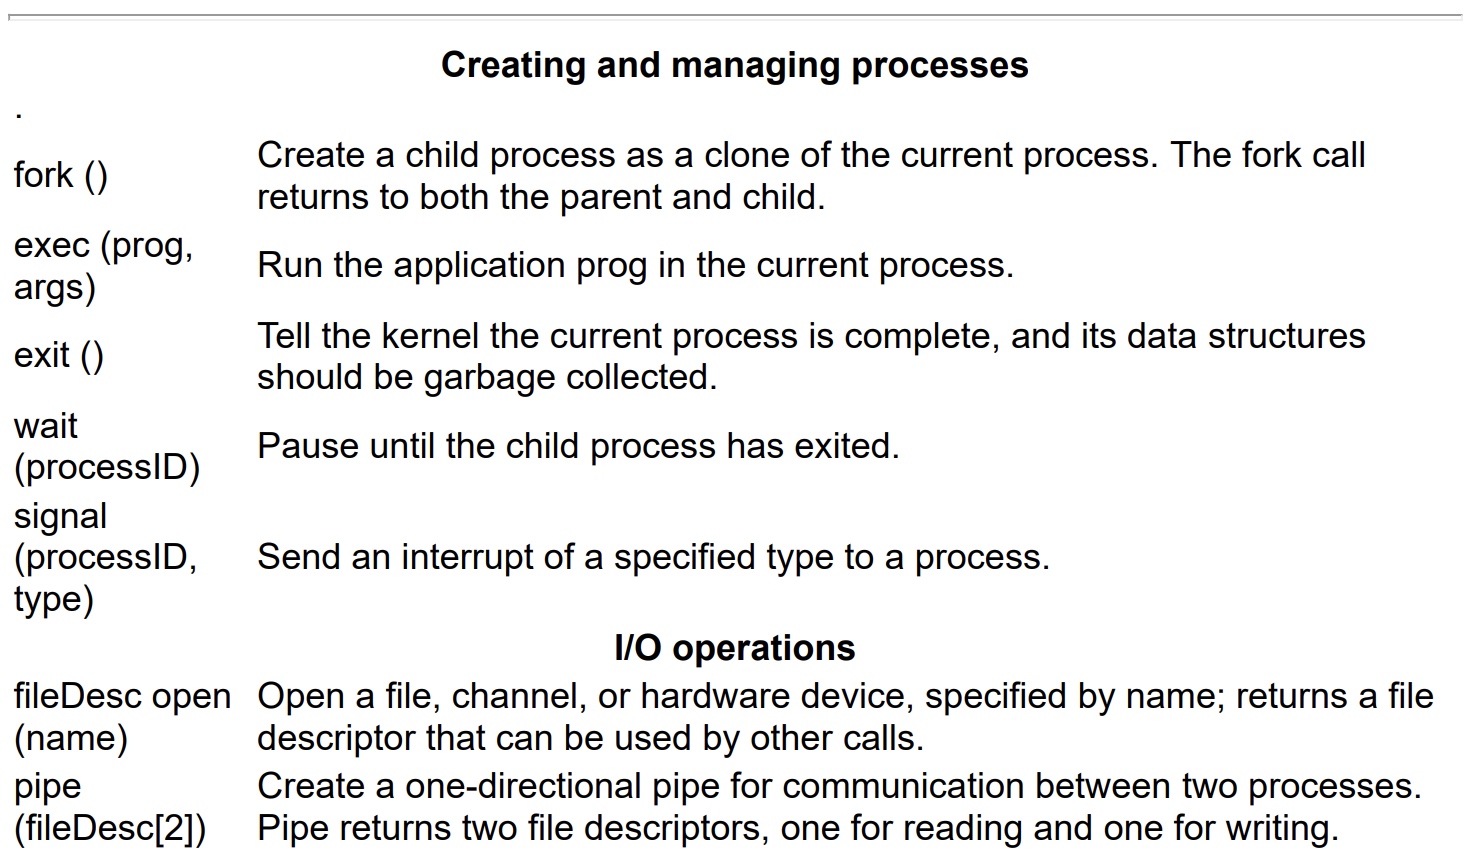 Creating and managing processes
.
fork ()
Create a child process as a clone of the current process. The fork call
returns to both the parent and child.
exec (prog,
args)
Run the application prog in the current process.
exit ()
Tell the kernel the current process is complete, and its data structures
should be garbage collected.
wait
(processID)
Pause until the child process has exited.
signal
(processID,
type)
Send an interrupt of a specified type to a process.
I/O operations
fileDesc open
(name)
Open a file, channel, or hardware device, specified by name; returns a file
descriptor that can be used by other calls.
pipe
(fileDesc[2])
Create a one-directional pipe for communication between two processes.
Pipe returns two file descriptors, one for reading and one for writing.